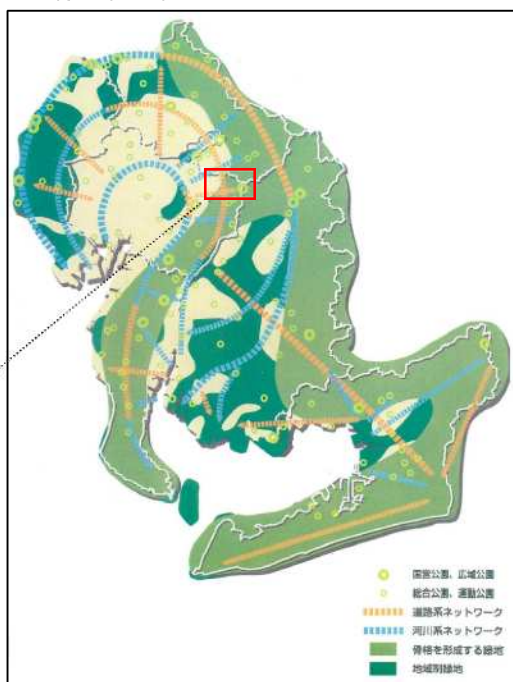 国営公園、広域公園
総合公園、運動公園
道路系ネットワーク
河川系ネットワーク
骨格を形成する緑地
地域制緑地